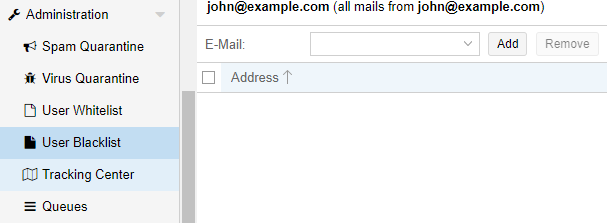 Administration
Spam Quarantine
Virus Quarantine
User Whitelist
User Blacklist
Tracking Center
Queues
john@example.com (all mails from john@example.com)
E-Mail: Add Remove
Address